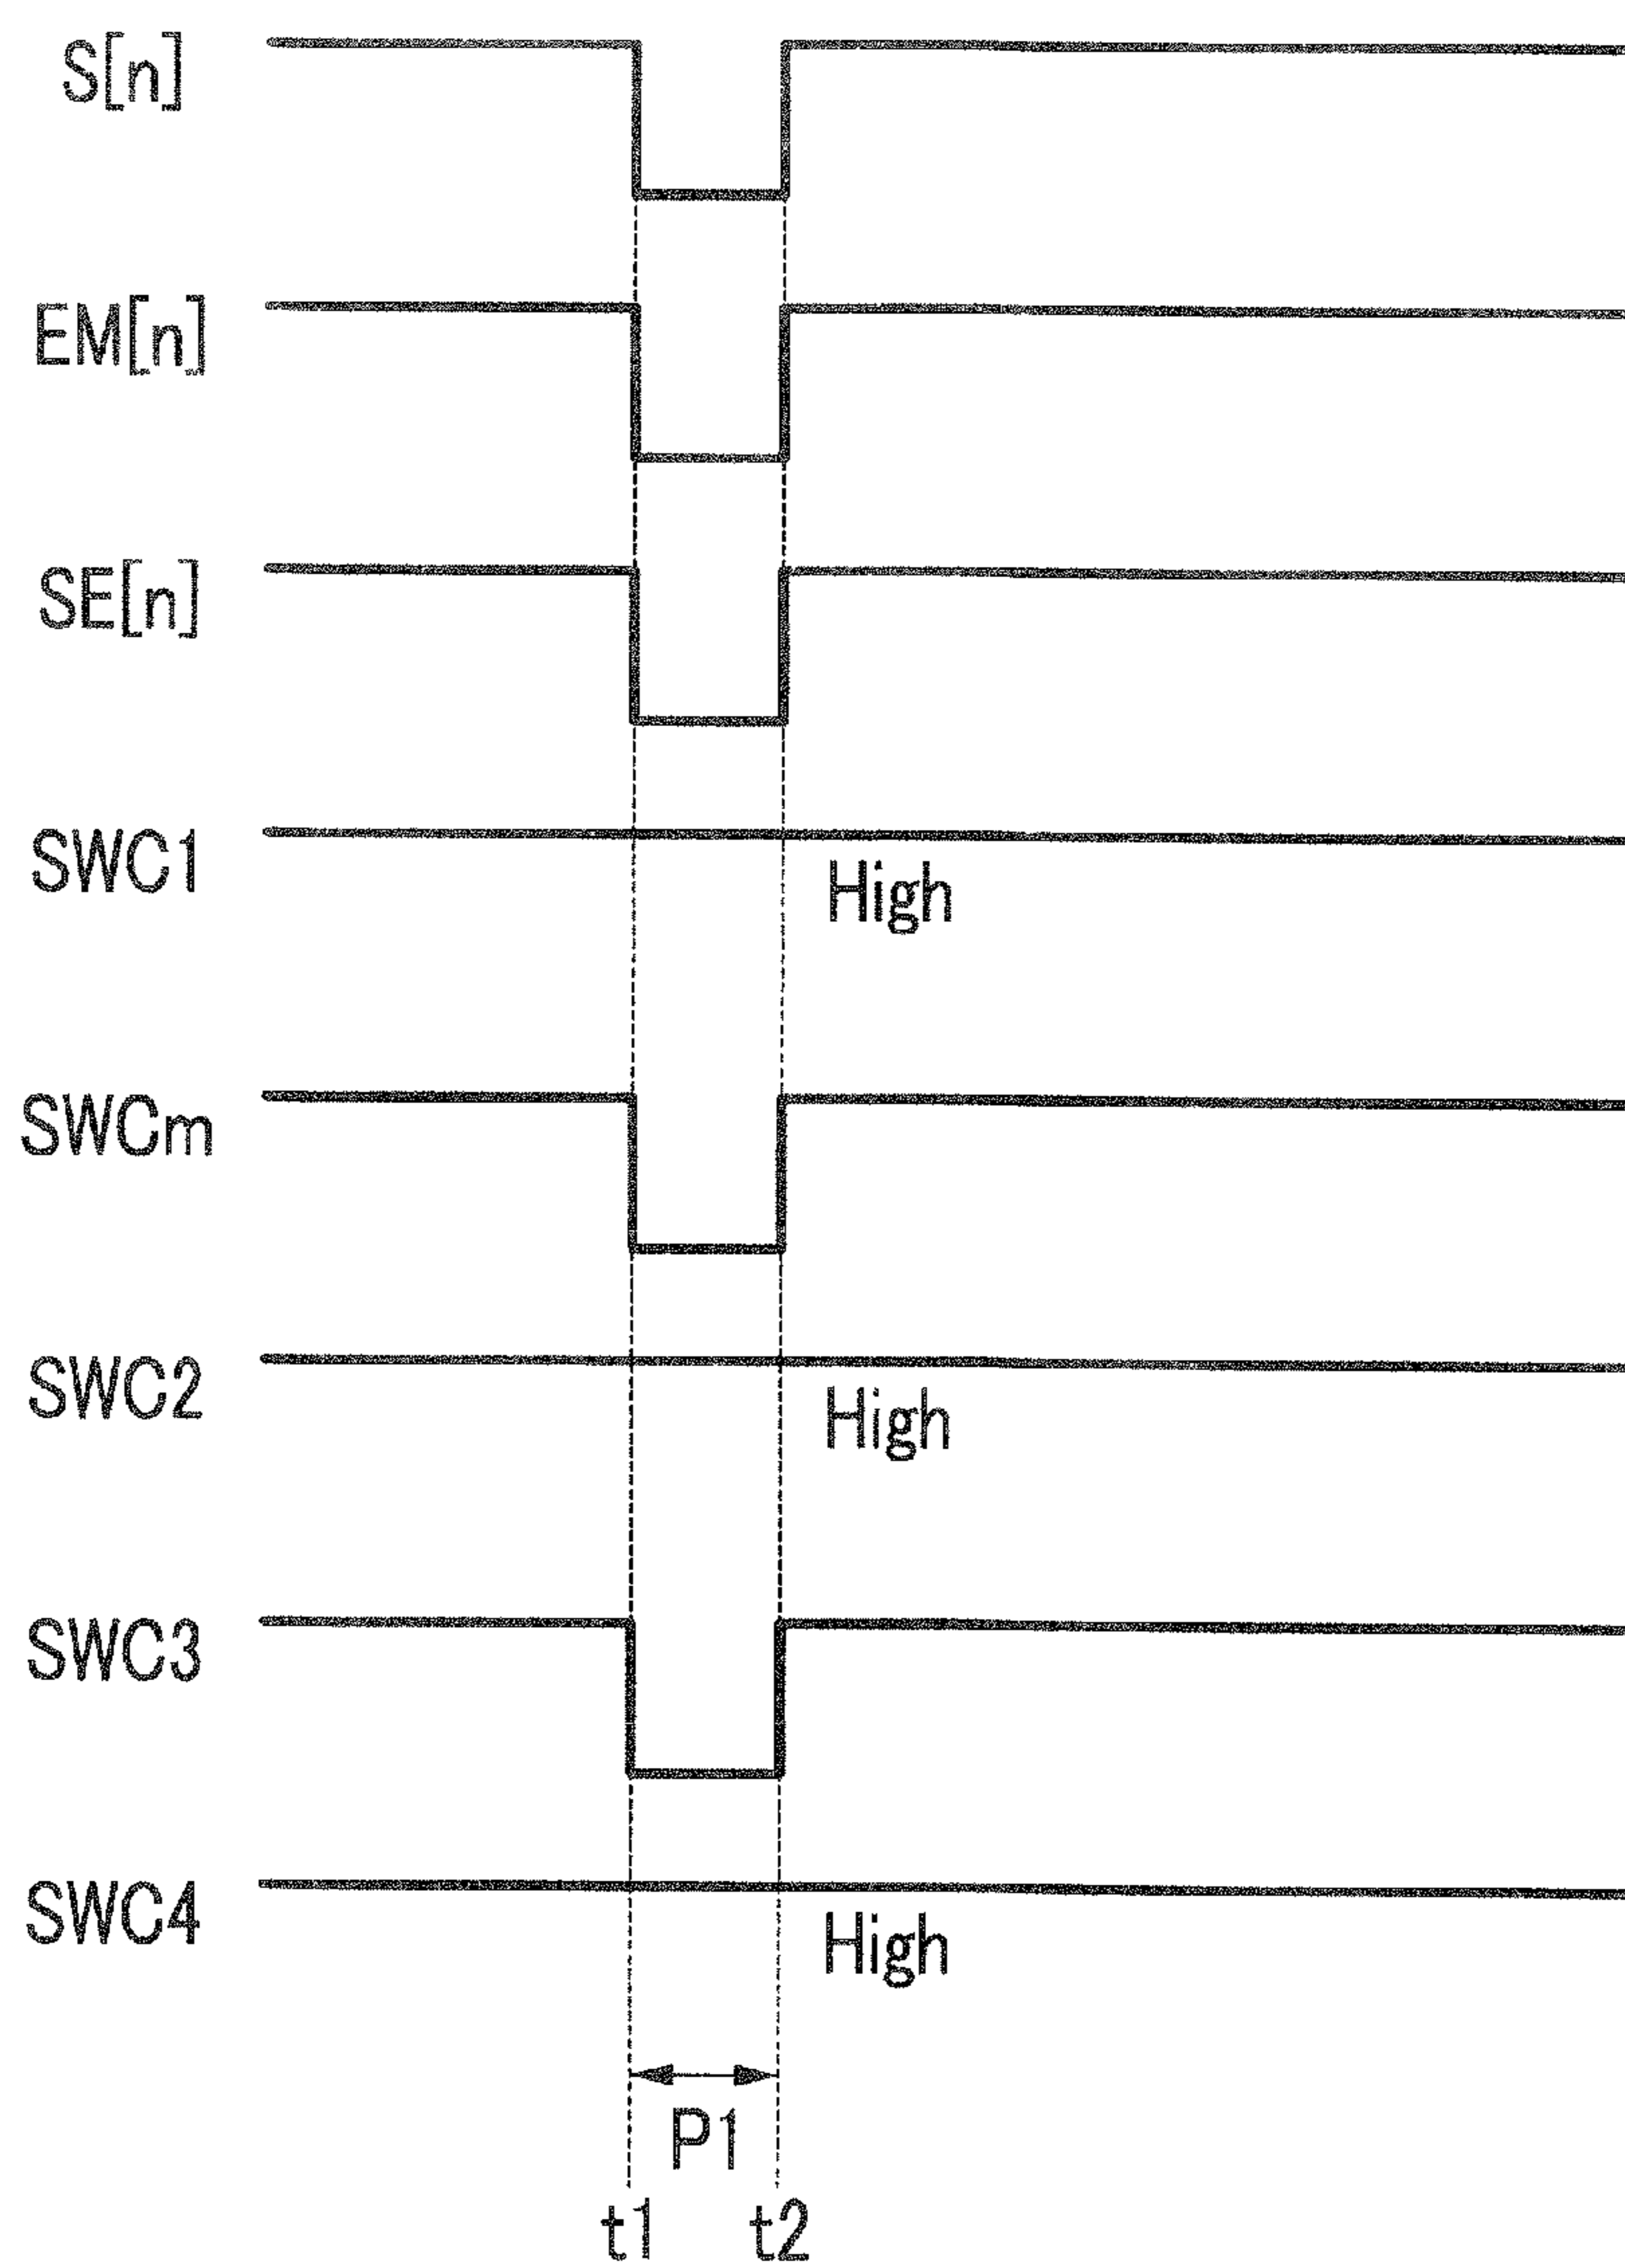 S[n]
EM[n]
SE[n]
SWC1
High
SWCm
SWC2
High
SWC3
SWC4
High
P1
t1 t2